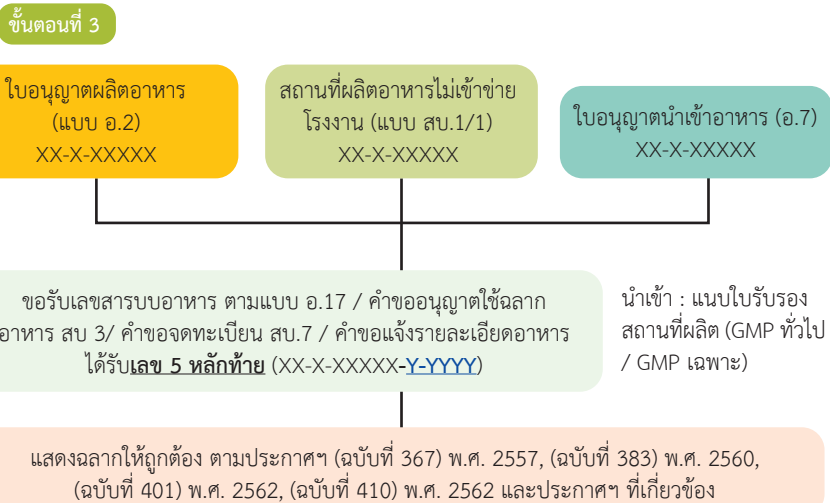 ขั้นตอนที่ 3
ใบอนุญาตผลิตอาหาร
(แบบ อ.2)
XX-X-XXXXX
สถานที่ผลิตอาหารไม่เข้าข่าย
โรงงาน (แบบ สบ.1/1)
XX-X-XXXXX
ใบอนุญาตนำเข้าอาหาร (อ.7)
XX-X-XXXXX
ขอรับเลขสารบบอาหาร ตามแบบ อ.17 / คำขออนุญาตใช้ฉลาก
อาหาร สบ 3/ คำขอจดทะเบียน สบ.7 / คำขอแจ้งรายละเอียดอาหาร
ได้รับเลข 5 หลักท้าย (XX-X-XXXXX-Y-YYYY)
นำเข้า : แนบใบรับรอง
สถานที่ผลิต (GMP ทั่วไป
/ GMP เฉพาะ)
แสดงฉลากให้ถูกต้อง ตามประกาศฯ (ฉบับที่ 367) พ.ศ. 2557, (ฉบับที่ 383) พ.ศ. 2560,
(ฉบับที่ 401) พ.ศ. 2562, (ฉบับที่ 410) พ.ศ. 2562 และประกาศฯ ที่เกี่ยวข้อง